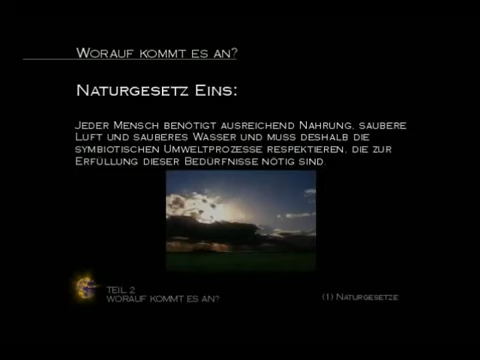 WORAUF KOMMT ES AN?
NATURGESETZ EINS:
JEDER MENSCH BENÖTIGT AUSREICHEND NAHRUNG, SAUBERE
LUFT UND SAUBERES WASSER UND MUSS DESHALB DIE
SYMBIOTISCHEN UMWELTPROZESSE RESPEKTIEREN, DIE ZUR
ERFÜLLUNG DIESER BEDÜRFNISSE NÖTIG SIND.
TEIL 2
WORAUF KOMMT ES AN?
(1) NATURGESETZE